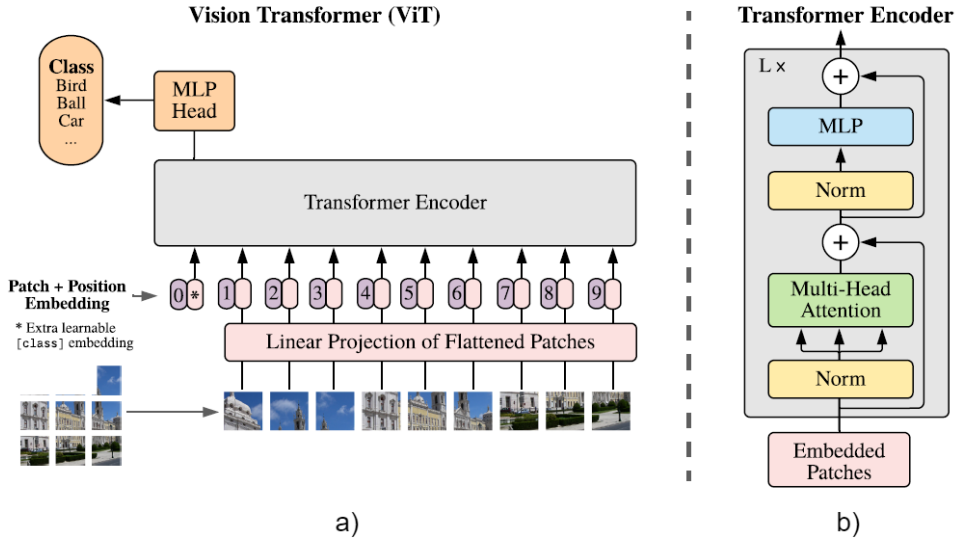 Vision Transformer (ViT)
Class
Bird
Ball
Car
...
MLP
Head
Transformer Encoder
Patch + Position
Embedding
* Extra learnable
[class] embedding
0 *
1
2
3
4
5
6
7
8
9
Linear Projection of Flattened Patches
a)
Transformer Encoder
L ×
+
MLP
Norm
+
Multi-Head
Attention
Norm
Embedded
Patches
b)